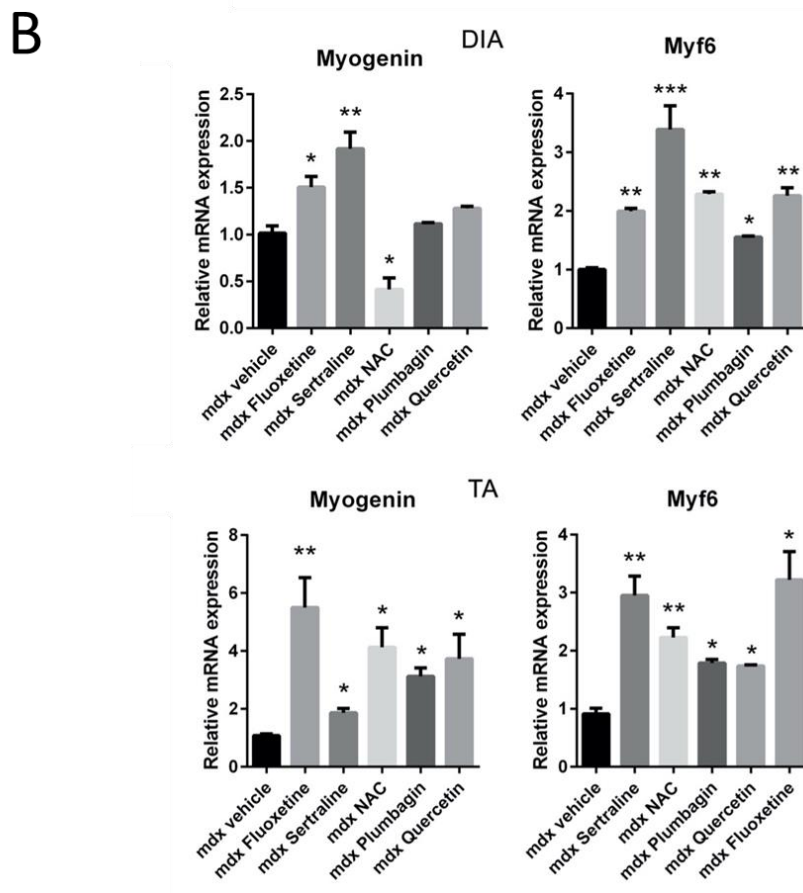 B
DIA
Myogenin
Relative mRNA expression
2.5
2.0
1.5
1.0
0.5
0.0
*
**
*
mdx vehicle
mdx Fluoxetine
mdx Sertraline
mdx NAC
mdx Plumbagin
mdx Quercetin
Myf6
Relative mRNA expression
4
3
2
1
0
**
***
**
*
**
mdx vehicle
mdx Fluoxetine
mdx Sertraline
mdx NAC
mdx Plumbagin
mdx Quercetin
TA
Myogenin
Relative mRNA expression
8
6
4
2
0
**
*
*
*
*
mdx vehicle
mdx Fluoxetine
mdx Sertraline
mdx NAC
mdx Plumbagin
mdx Quercetin
Myf6
Relative mRNA expression
4
3
2
1
0
**
**
*
*
*
mdx vehicle
mdx Sertraline
mdx NAC
mdx Plumbagin
mdx Quercetin
mdx Fluoxetine